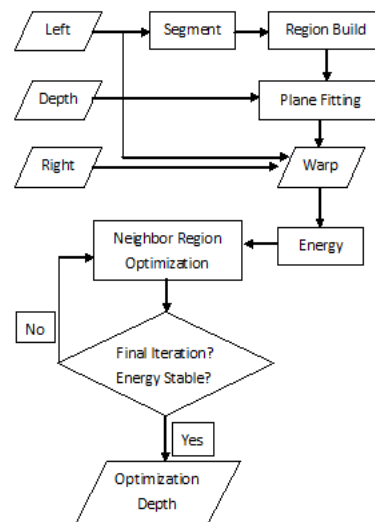 Left
Segment
Region Build
Depth
Plane Fitting
Right
Warp
Neighbor Region
Optimization
Energy
No
Final Iteration?
Energy Stable?
Yes
Optimization
Depth